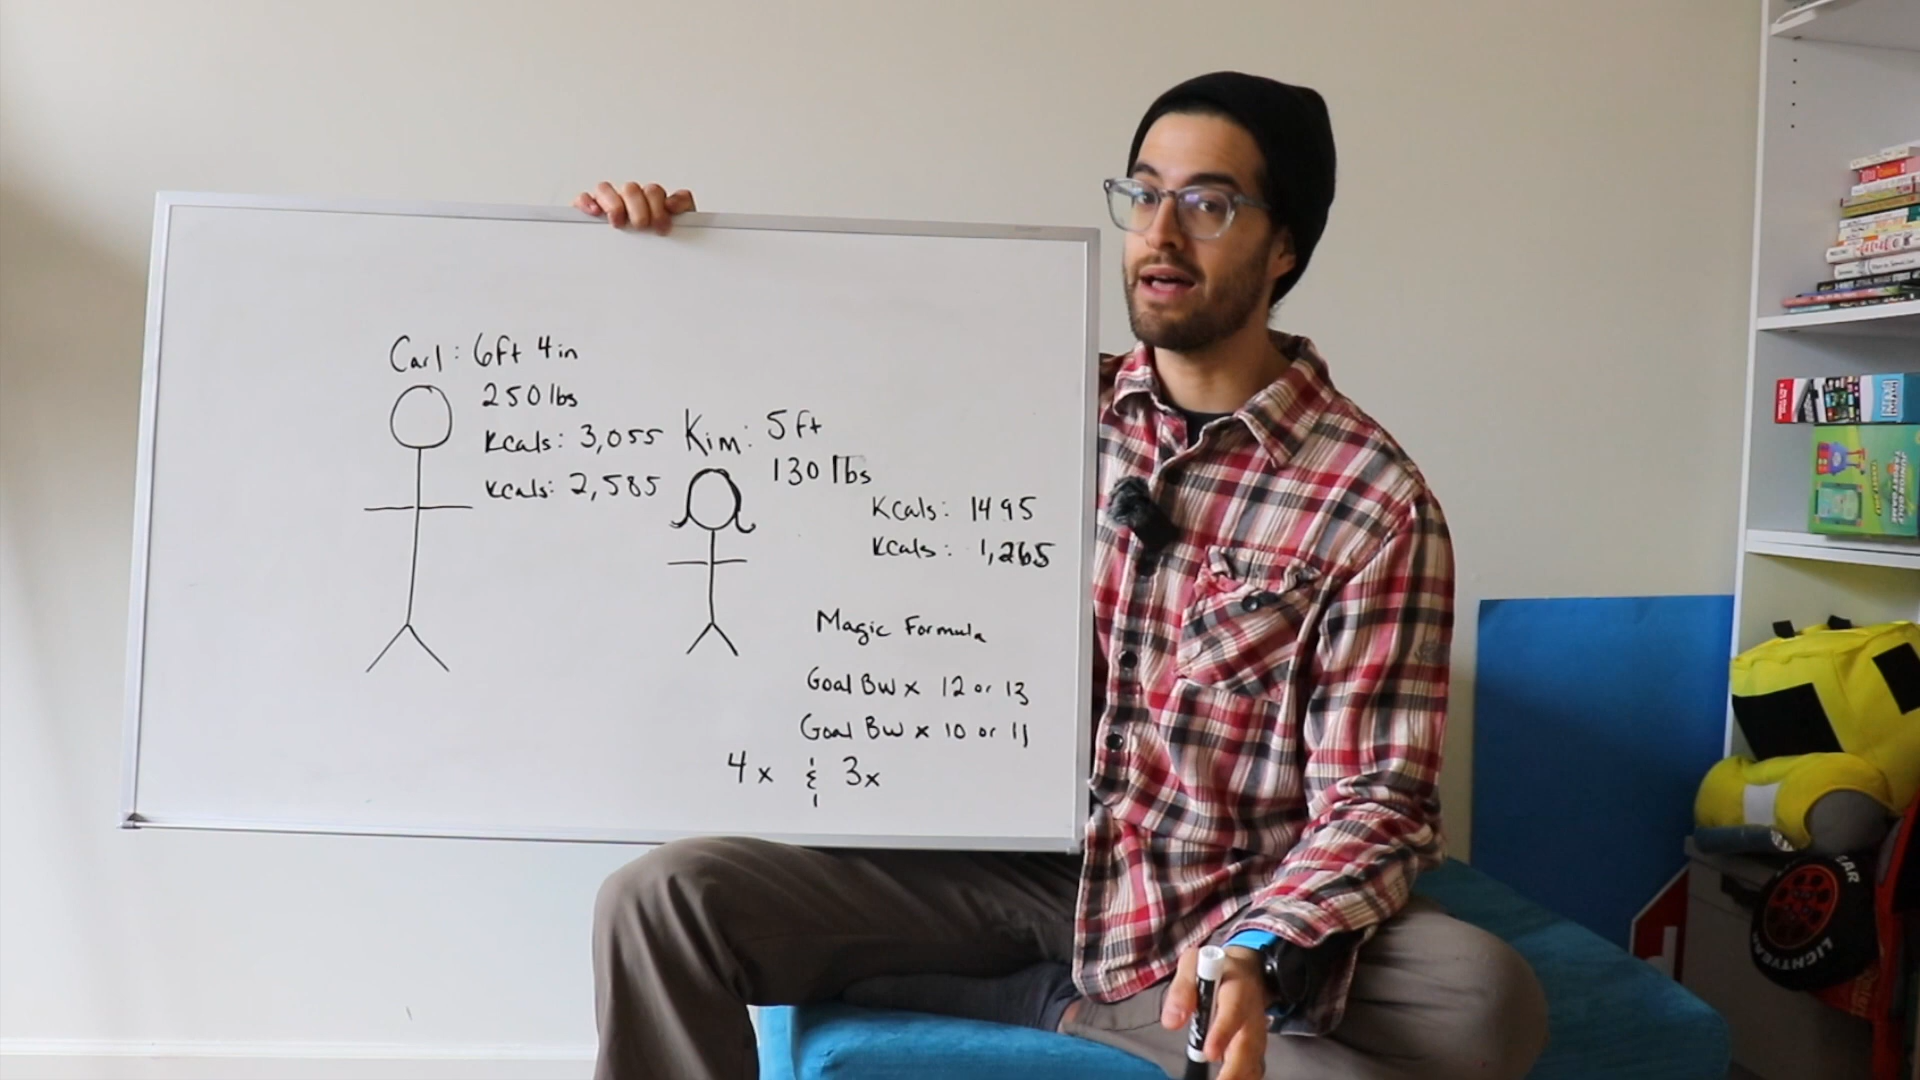 Carl: 6ft 4in
250 lbs
Kcals: 3,055
Kcals: 2,585
Kim: 5ft
130 lbs
Kcals: 1495
Kcals: 1,265
Magic Formula
Goal BW x 12 or 13
Goal BW x 10 or 11
4x & 3x
LIGHTYEAR